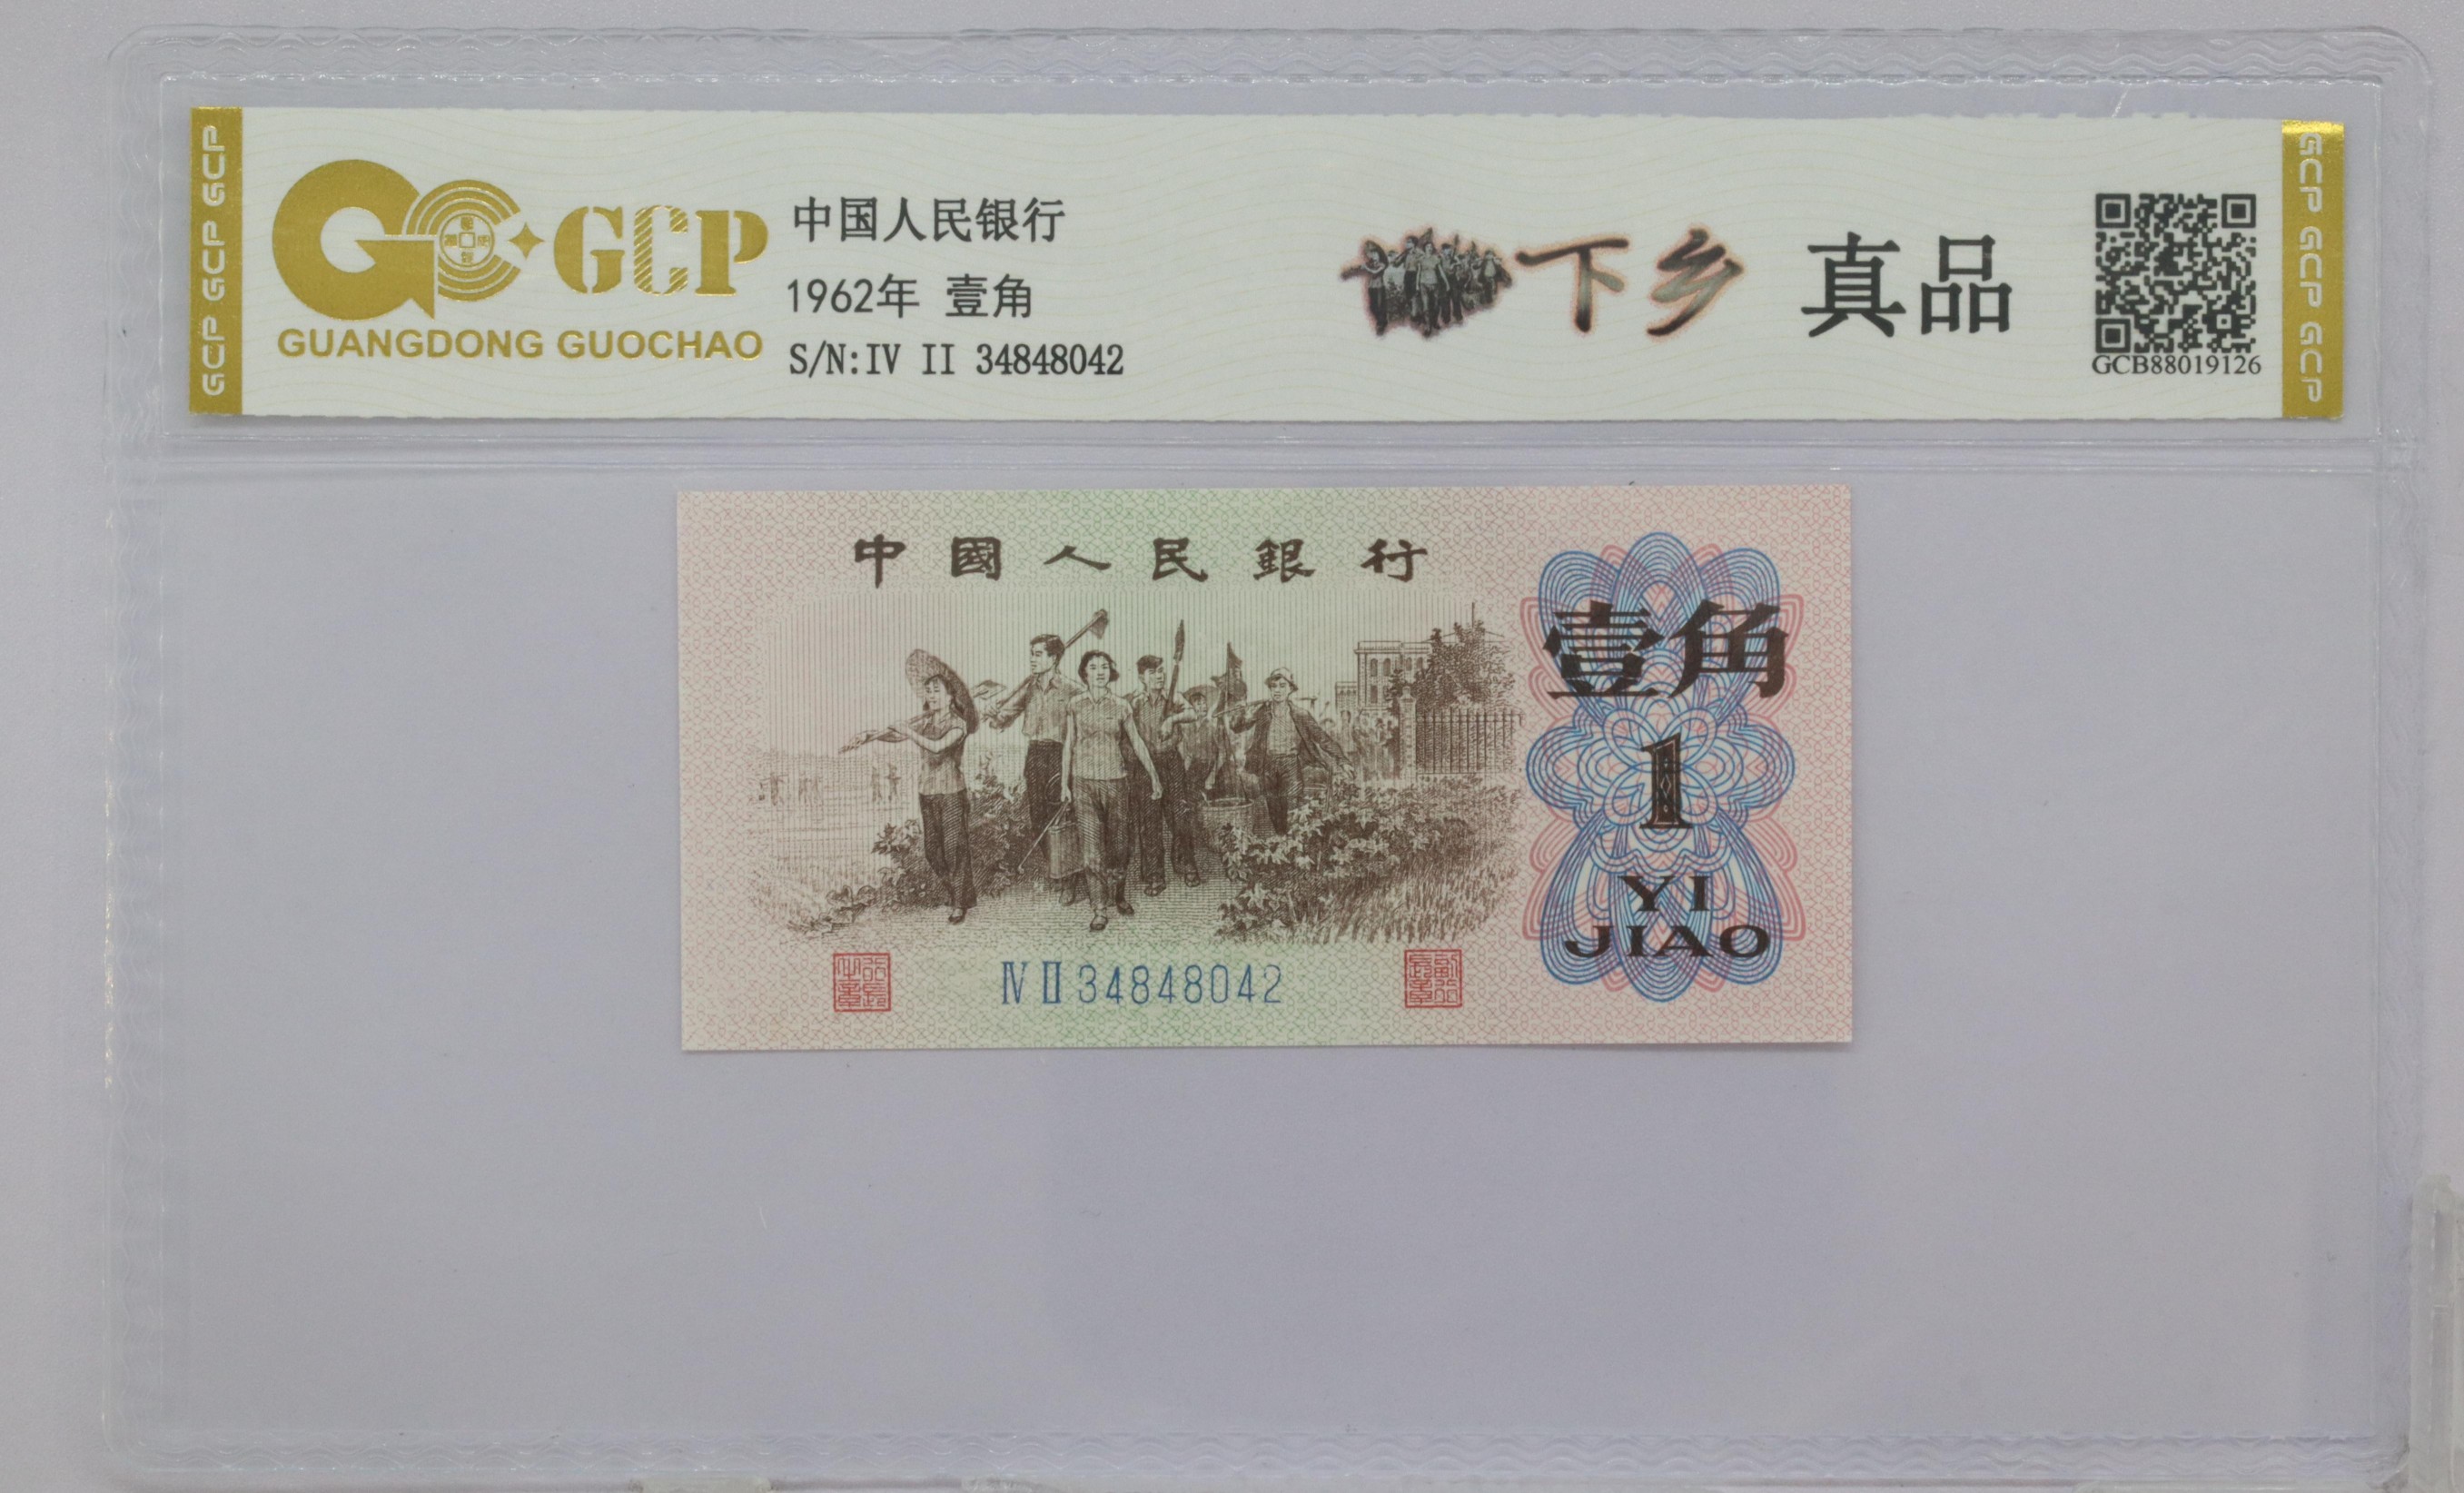 GCP GCP GCP
GCP
GUANGDONG GUOCHAO
中国人民银行
1962年 壹角
S/N:IV II 34848042
下乡 真品
GCB88019126
GCP GCP GCP
中國人民銀行
壹角
1
YI
JIAO
Ⅳ Ⅱ 34848042